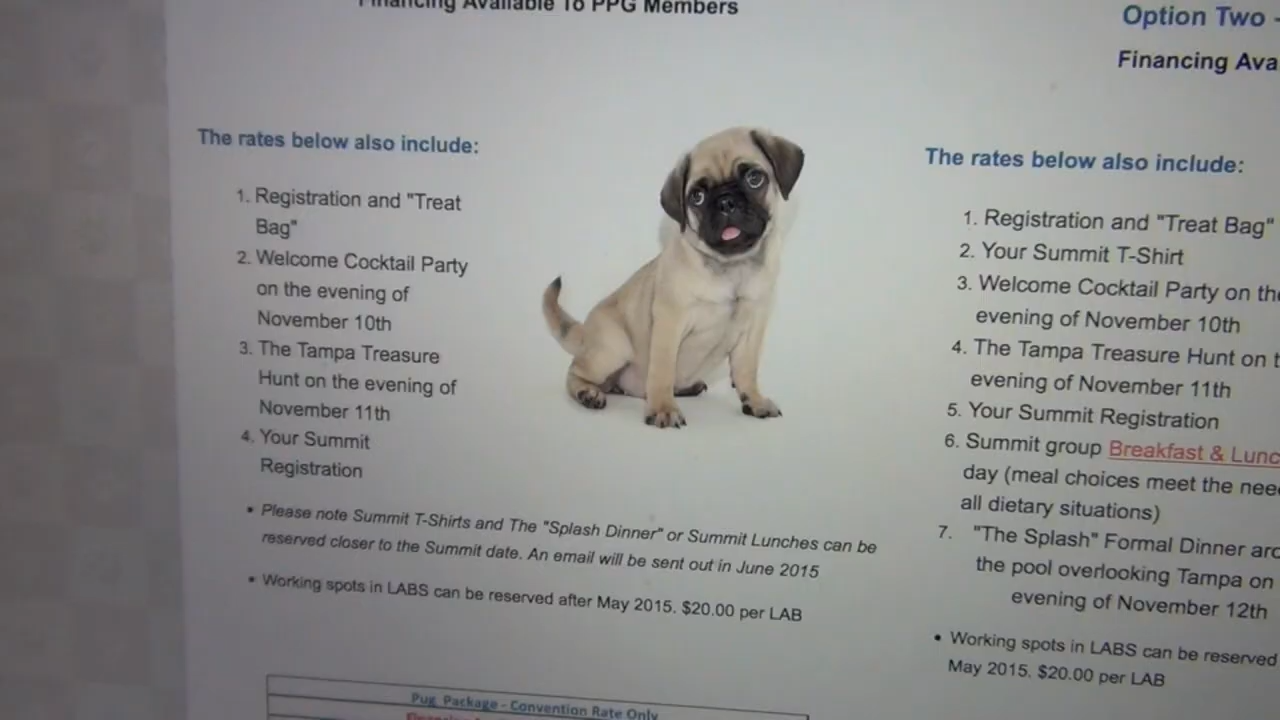 Financing Available To PPG Members
The rates below also include:
1. Registration and "Treat
Bag"
2. Welcome Cocktail Party
on the evening of
November 10th
3. The Tampa Treasure
Hunt on the evening of
November 11th
4. Your Summit
Registration
• Please note Summit T-Shirts and The "Splash Dinner" or Summit Lunches can be
reserved closer to the Summit date. An email will be sent out in June 2015
• Working spots in LABS can be reserved after May 2015. $20.00 per LAB
Pug Package - Convention Rate Only
Option Two -
Financing Ava
The rates below also include:
1. Registration and "Treat Bag"
2. Your Summit T-Shirt
3. Welcome Cocktail Party on the
evening of November 10th
4. The Tampa Treasure Hunt on t
evening of November 11th
5. Your Summit Registration
6. Summit group Breakfast & Lunc
day (meal choices meet the nee
all dietary situations)
7. "The Splash" Formal Dinner aro
the pool overlooking Tampa on
evening of November 12th
• Working spots in LABS can be reserved
May 2015. $20.00 per LAB